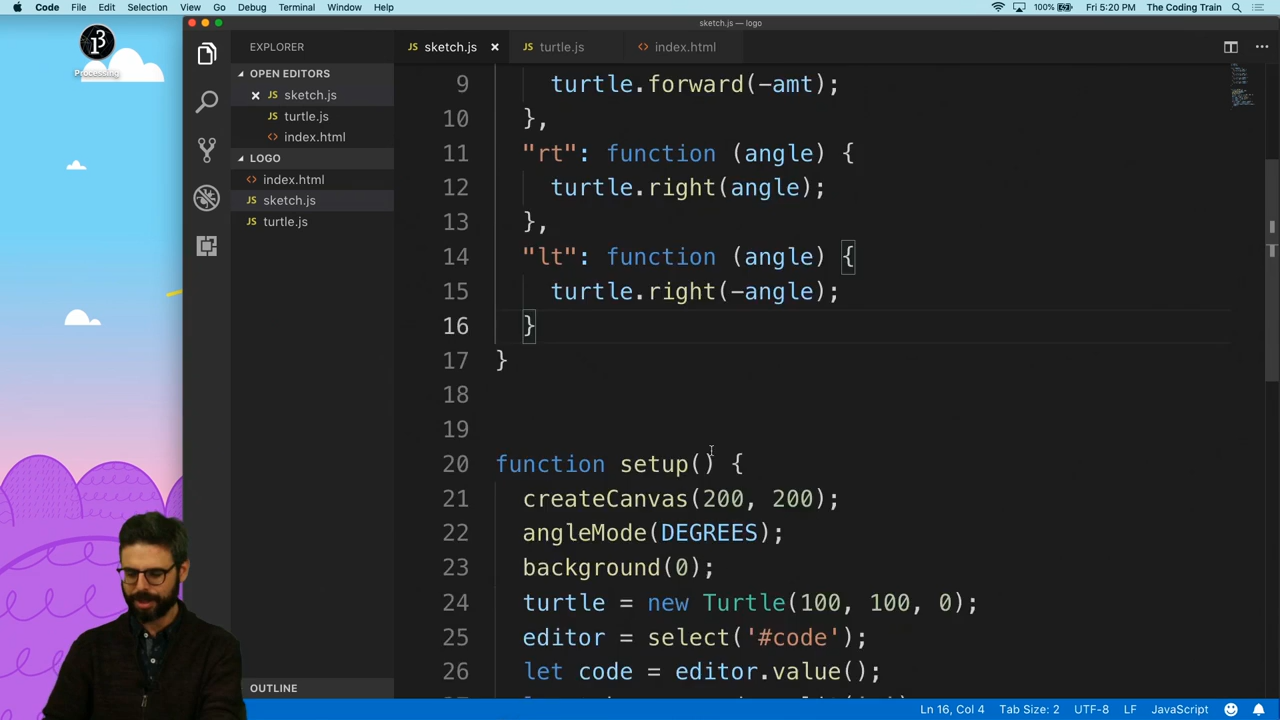 Code File Edit Selection View Go Debug Terminal Window Help 100% Fri 5:20 PM The Coding Train
sketch.js — logo
Processing
EXPLORER
OPEN EDITORS
sketch.js
turtle.js
index.html
LOGO
index.html
sketch.js
turtle.js
OUTLINE
sketch.js turtle.js index.html
9 turtle.forward(-amt);
10 },
11 "rt": function (angle) {
12 turtle.right(angle);
13 },
14 "lt": function (angle) {
15 turtle.right(-angle);
16 }
17 }
18
19
20 function setup() {
21 createCanvas(200, 200);
22 angleMode(DEGREES);
23 background(0);
24 turtle = new Turtle(100, 100, 0);
25 editor = select('#code');
26 let code = editor.value();
Ln 16, Col 4 Tab Size: 2 UTF-8 LF JavaScript